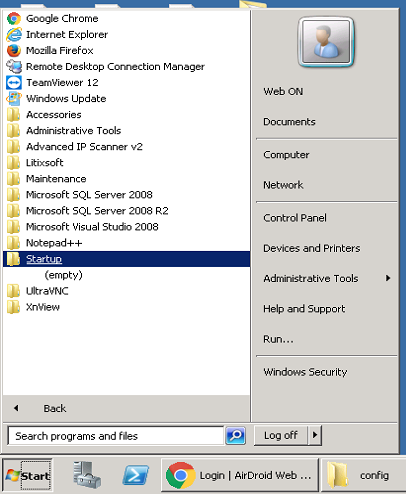 Google Chrome
Internet Explorer
Mozilla Firefox
Remote Desktop Connection Manager
TeamViewer 12
Windows Update
Accessories
Administrative Tools
Advanced IP Scanner v2
Litixsoft
Maintenance
Microsoft SQL Server 2008
Microsoft SQL Server 2008 R2
Microsoft Visual Studio 2008
Notepad++
Startup
(empty)
UltraVNC
XnView
Back
Search programs and files
Web ON
Documents
Computer
Network
Control Panel
Devices and Printers
Administrative Tools
Help and Support
Run...
Windows Security
Log off
Start
Login | AirDroid Web ...
config